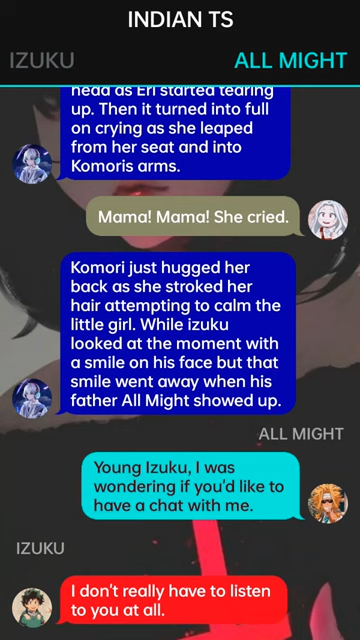 INDIAN TS
IZUKU
ALL MIGHT
head as Eri started tearing
up. Then it turned into full
on crying as she leaped
from her seat and into
Komoris arms.
Mama! Mama! She cried.
Komori just hugged her
back as she stroked her
hair attempting to calm the
little girl. While izuku
looked at the moment with
a smile on his face but that
smile went away when his
father All Might showed up.
ALL MIGHT
Young Izuku, I was
wondering if you'd like to
have a chat with me.
IZUKU
I don't really have to listen
to you at all.